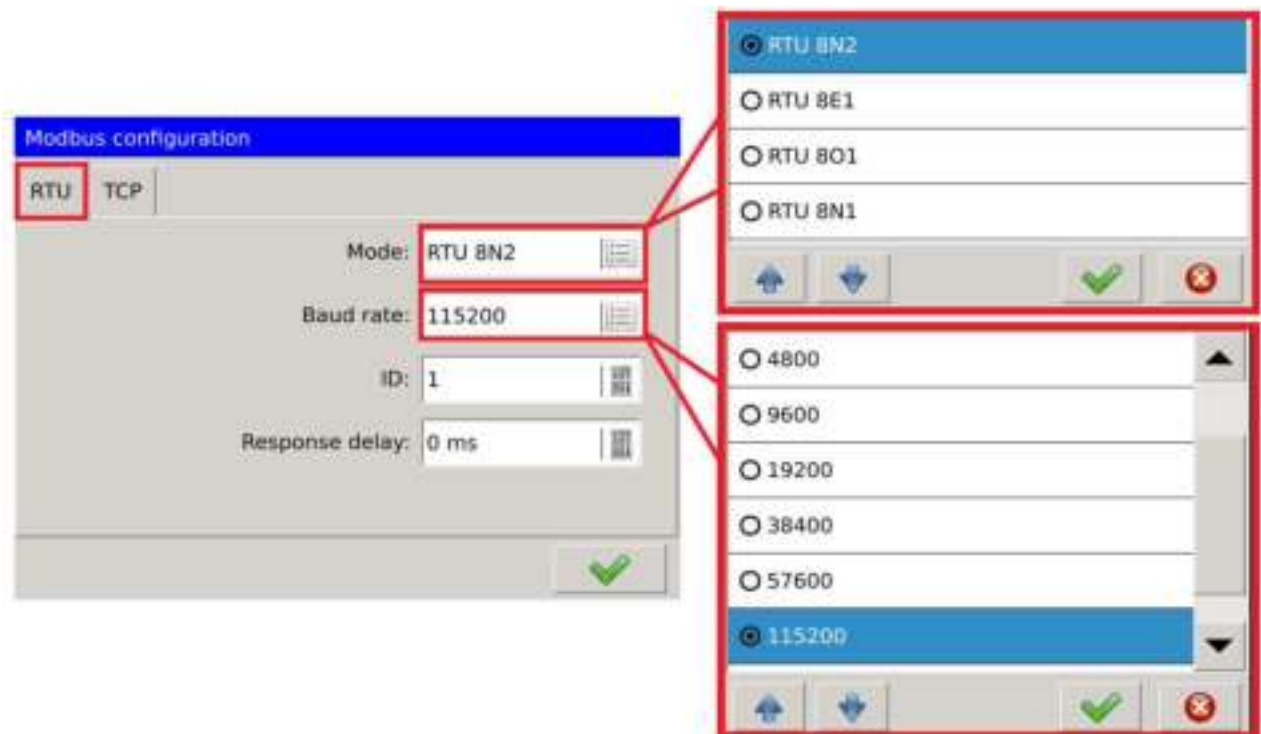 Modbus configuration
RTU TCP
Mode: RTU 8N2
Baud rate: 115200
ID: 1
Response delay: 0 ms
RTU 8N2
RTU 8E1
RTU 8O1
RTU 8N1
4800
9600
19200
38400
57600
115200